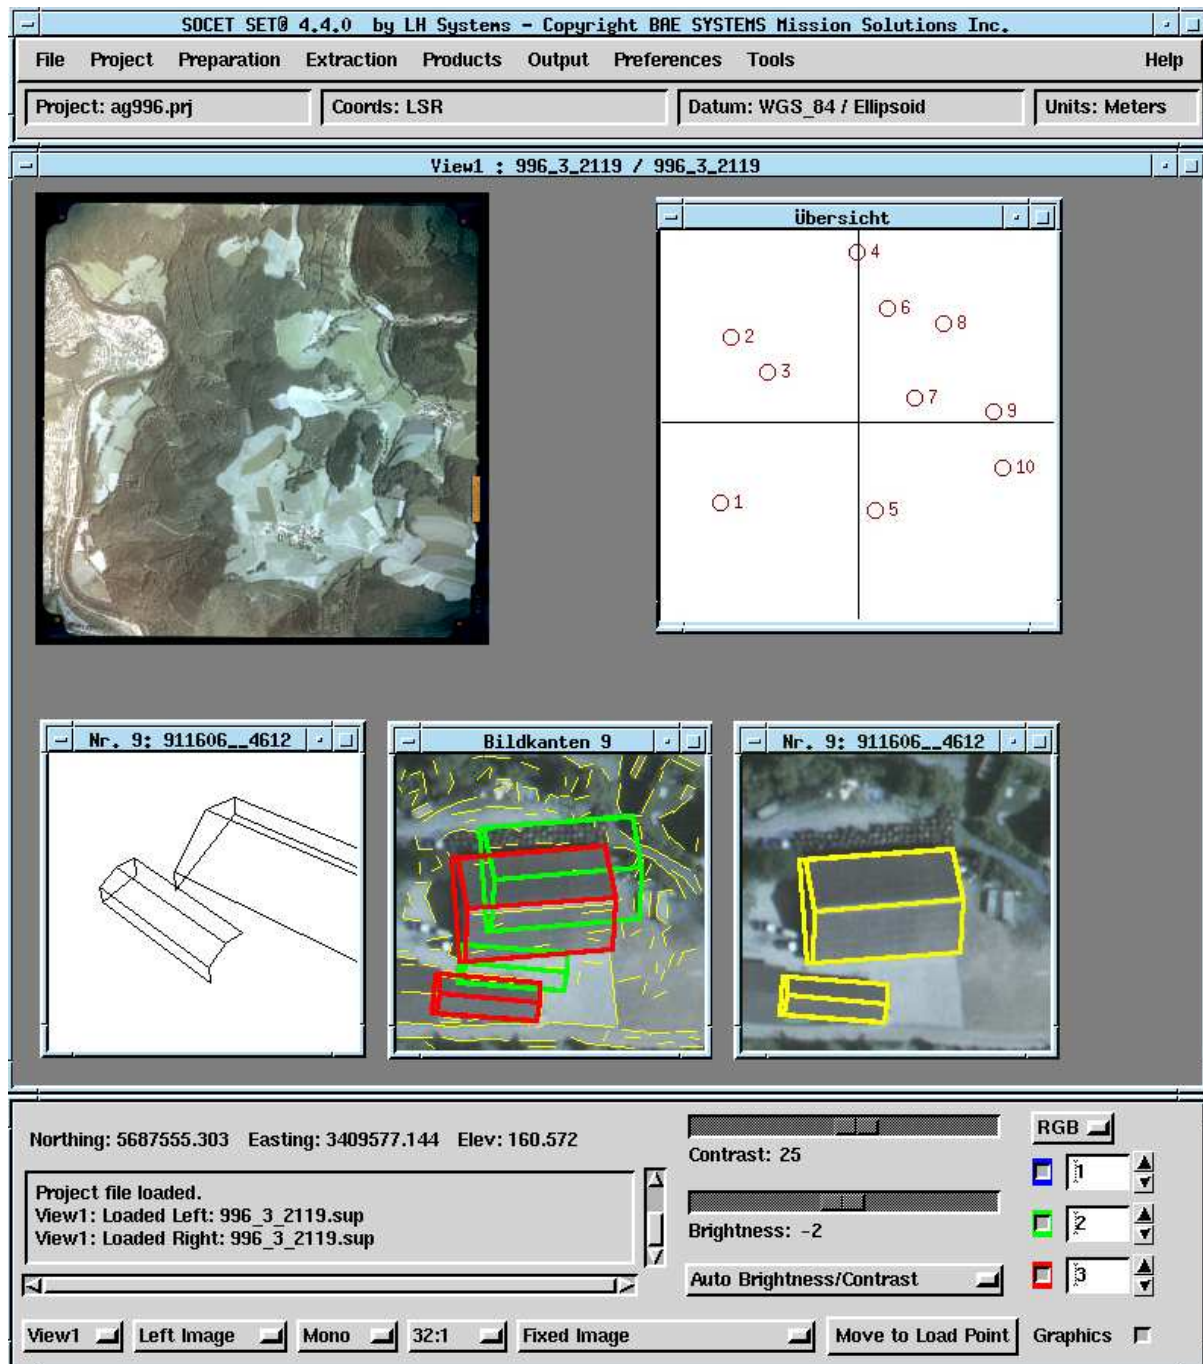 SOCET SET® 4.4.0 by LH Systems - Copyright BAE SYSTEMS Mission Solutions Inc.
File Project Preparation Extraction Products Output Preferences Tools Help
Project: ag996.prj Coords: LSR Datum: WGS_84 / Ellipsoid Units: Meters
View1 : 996_3_2119 / 996_3_2119
Übersicht
4
6
8
2
3
7
9
10
1
5
Nr. 9: 911606__4612
Bildkanten 9
Nr. 9: 911606__4612
Northing: 5687555.303 Easting: 3409577.144 Elev: 160.572
Project file loaded.
View1: Loaded Left: 996_3_2119.sup
View1: Loaded Right: 996_3_2119.sup
Contrast: 25
Brightness: -2
Auto Brightness/Contrast
RGB
1
2
3
View1 Left Image Mono 32:1 Fixed Image Move to Load Point Graphics